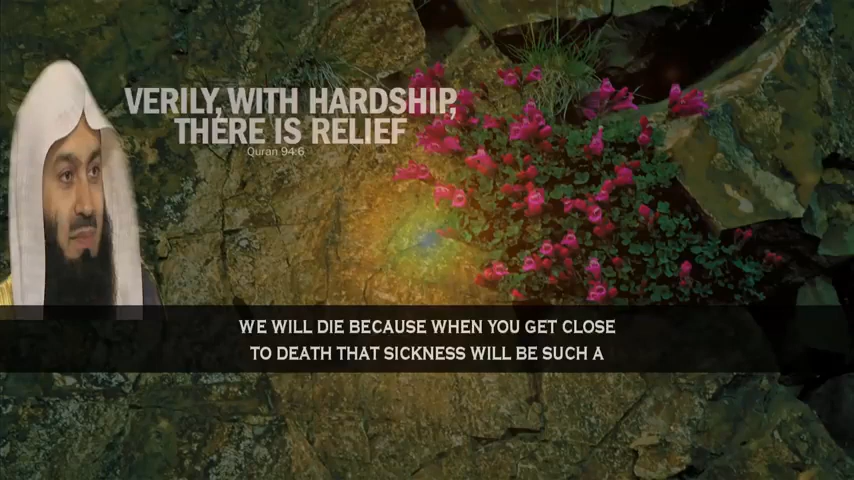 VERILY, WITH HARDSHIP,
THERE IS RELIEF
Quran 94:6
WE WILL DIE BECAUSE WHEN YOU GET CLOSE
TO DEATH THAT SICKNESS WILL BE SUCH A